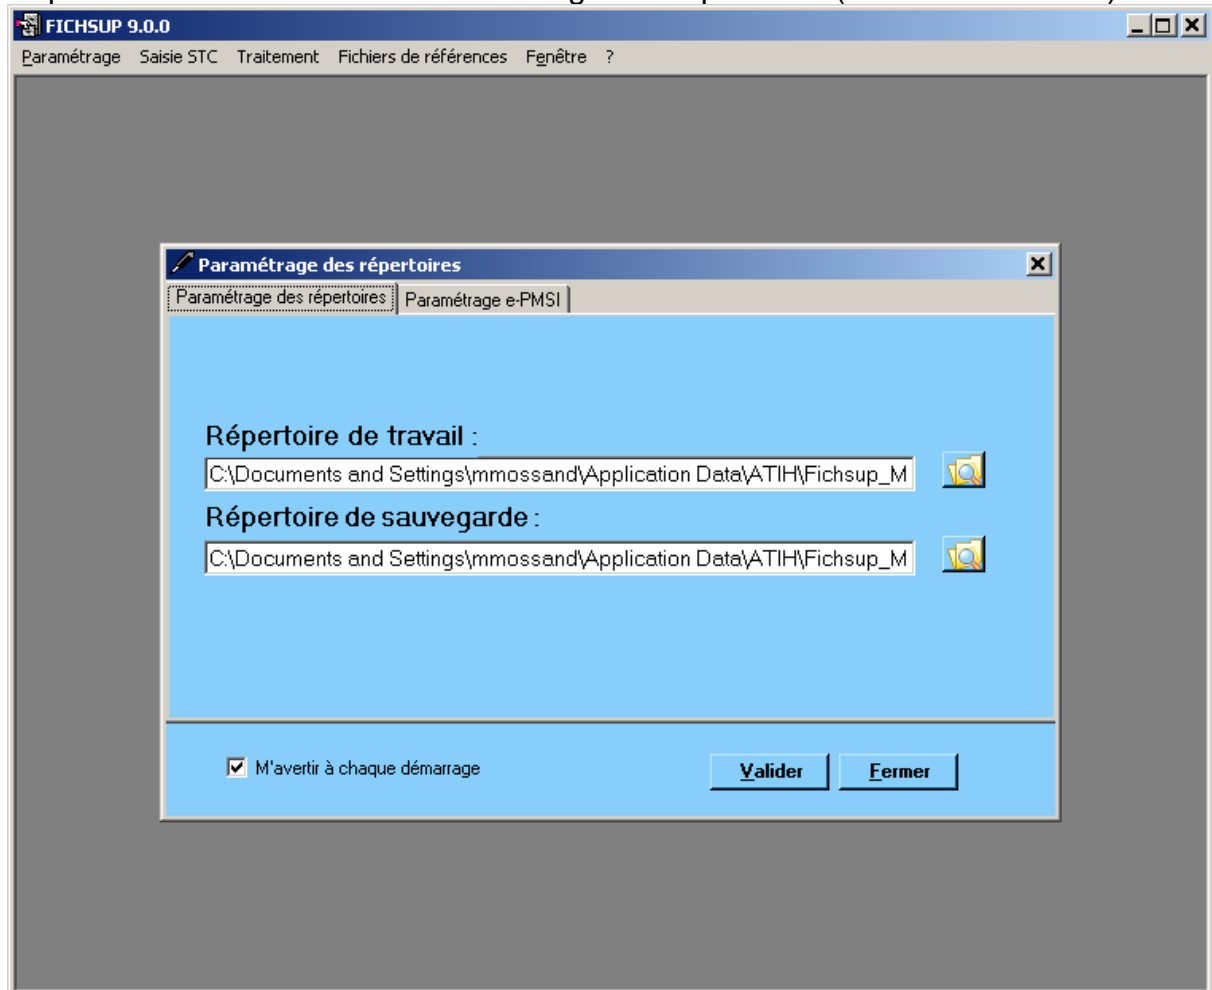 FICHSUP 9.0.0
Paramétrage Saisie STC Traitement Fichiers de références Fenêtre ?
Paramétrage des répertoires
Paramétrage des répertoires Paramétrage e-PMSI
Répertoire de travail :
C:\Documents and Settings\mmossand\Application Data\ATIH\Fichsup_M
Répertoire de sauvegarde :
C:\Documents and Settings\mmossand\Application Data\ATIH\Fichsup_M
M'avertir à chaque démarrage
Valider Fermer